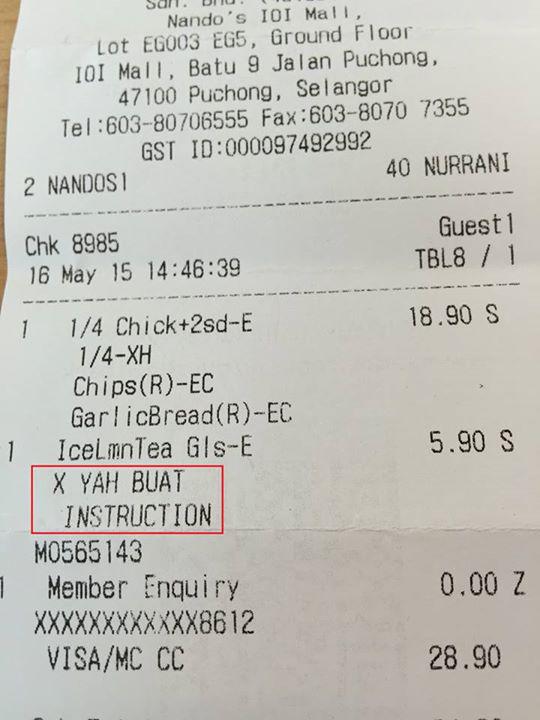 Nando's IOI Mall,
Lot EG003 EG5, Ground Floor
IOI Mall, Batu 9 Jalan Puchong,
47100 Puchong, Selangor
Tel:603-80706555 Fax:603-8070 7355
GST ID:000097492992
2 NANDOS1 40 NURRANI
Chk 8985 Guest1
16 May 15 14:46:39 TBL8 / 1
1 1/4 Chick+2sd-E 18.90 S
1/4-XH
Chips(R)-EC
GarlicBread(R)-EC
1 IceLmnTea Gls-E 5.90 S
X YAH BUAT
INSTRUCTION
M0565143
1 Member Enquiry 0.00 Z
XXXXXXXXXXXX8612
VISA/MC CC 28.90